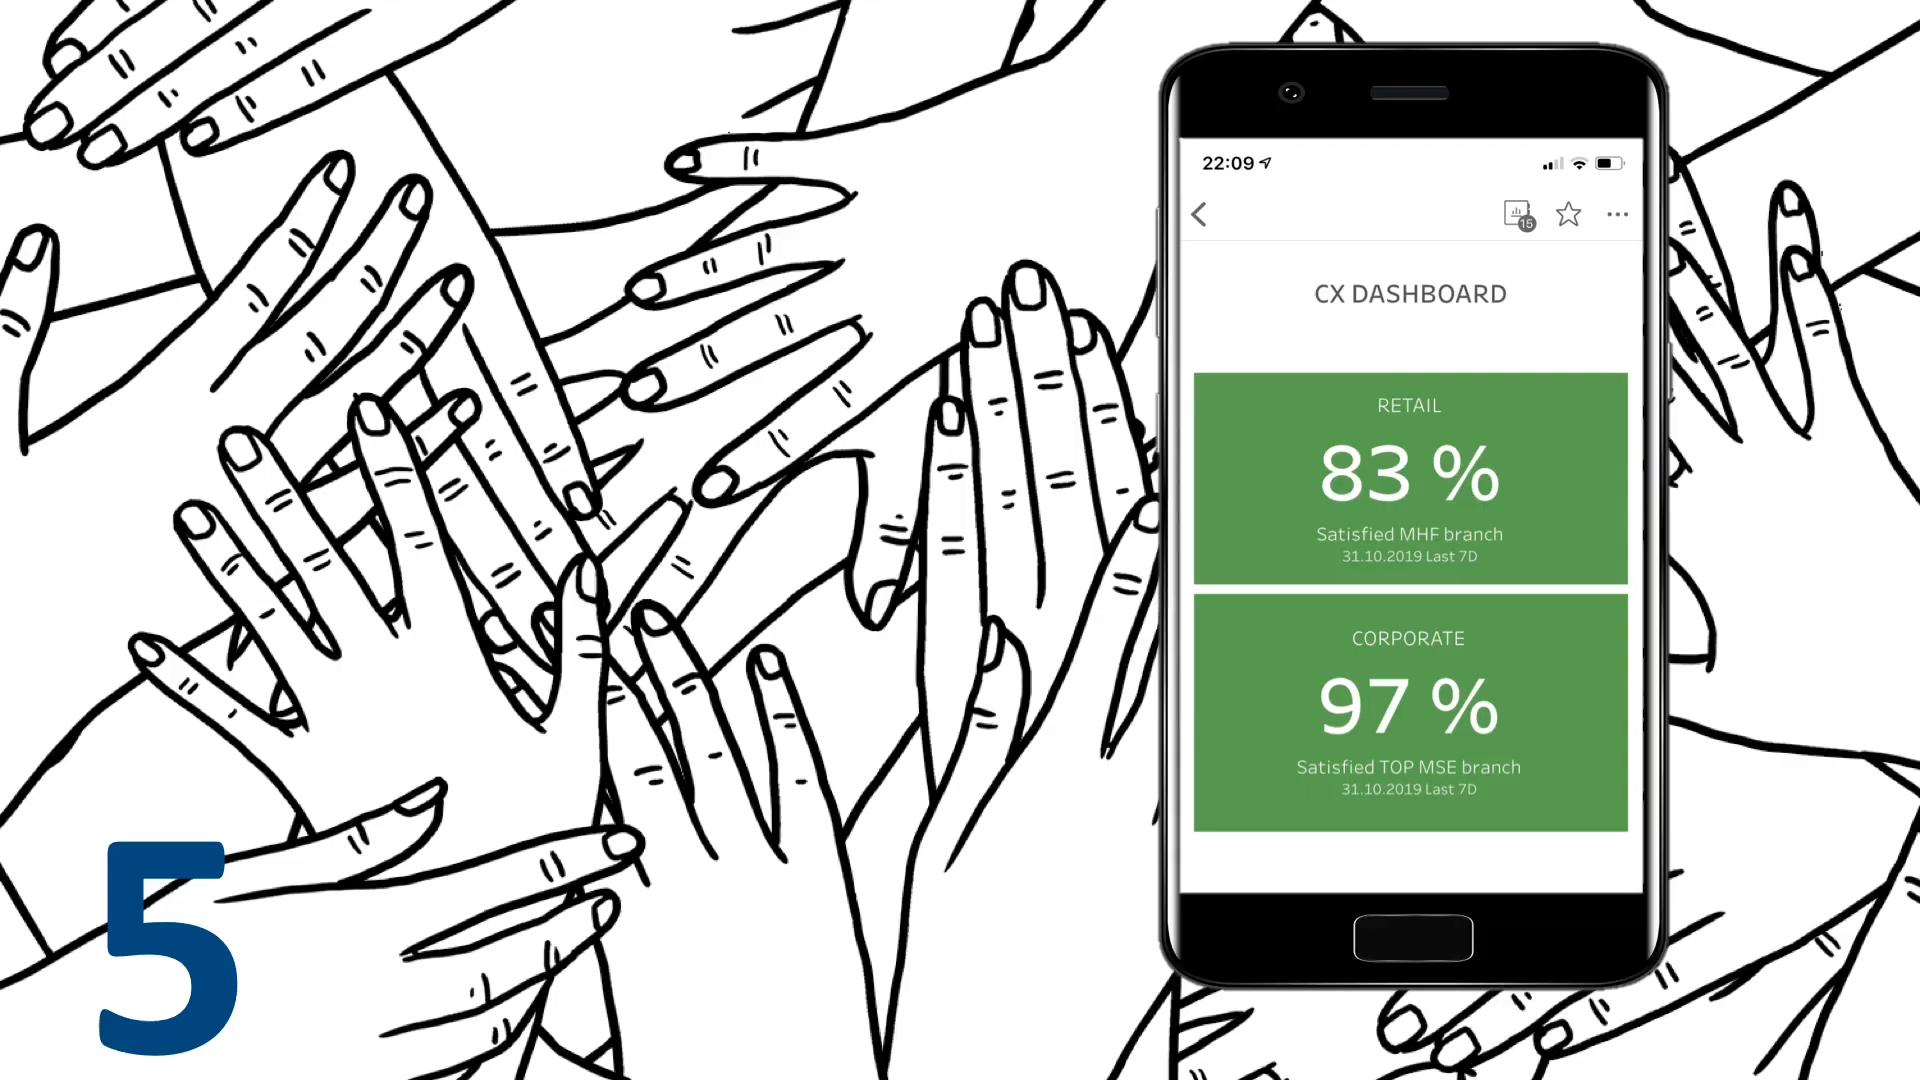 22:09
15
CX DASHBOARD
RETAIL
83 %
Satisfied MHF branch
31.10.2019 Last 7D
CORPORATE
97 %
Satisfied TOP MSE branch
31.10.2019 Last 7D
5